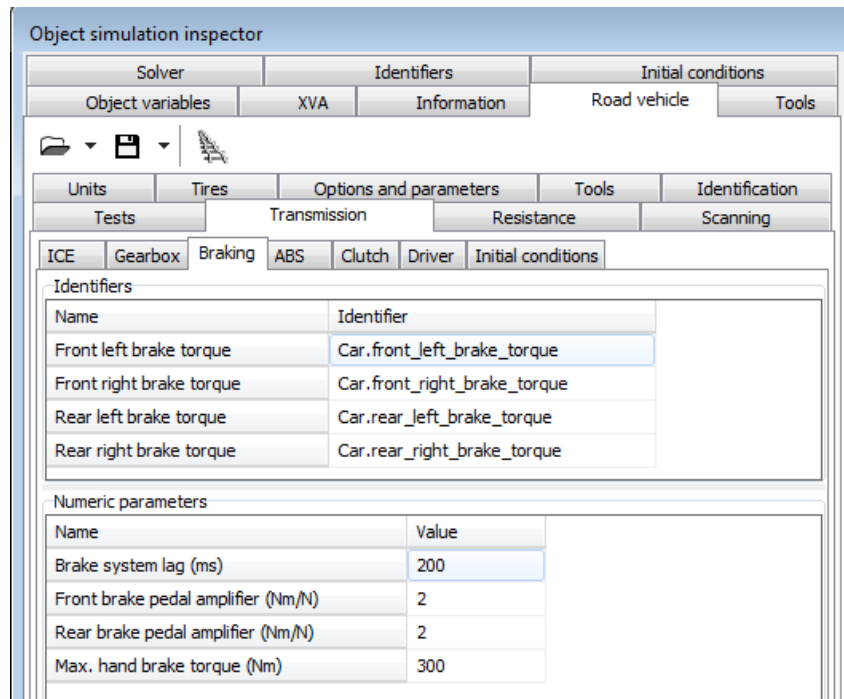 Object simulation inspector
Solver Identifiers Initial conditions
Object variables XVA Information Road vehicle Tools
Units Tires Options and parameters Tools Identification
Tests Transmission Resistance Scanning
ICE Gearbox Braking ABS Clutch Driver Initial conditions
Identifiers
Name Identifier
Front left brake torque Car.front_left_brake_torque
Front right brake torque Car.front_right_brake_torque
Rear left brake torque Car.rear_left_brake_torque
Rear right brake torque Car.rear_right_brake_torque
Numeric parameters
Name Value
Brake system lag (ms) 200
Front brake pedal amplifier (Nm/N) 2
Rear brake pedal amplifier (Nm/N) 2
Max. hand brake torque (Nm) 300